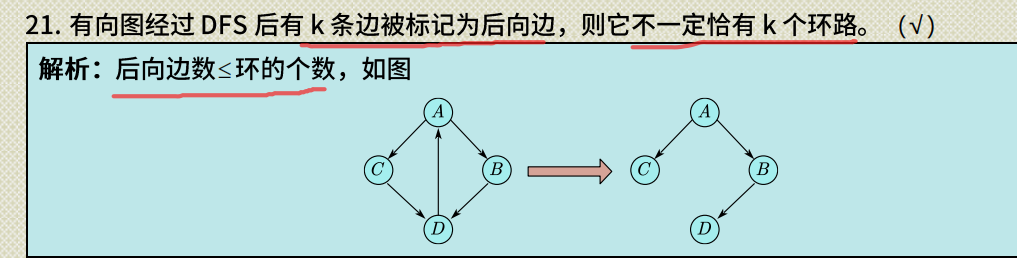 21. 有向图经过 DFS 后有 k 条边被标记为后向边，则它不一定恰有 k 个环路。（√）
解析：后向边数≤环的个数，如图
A A
C B C B
D D